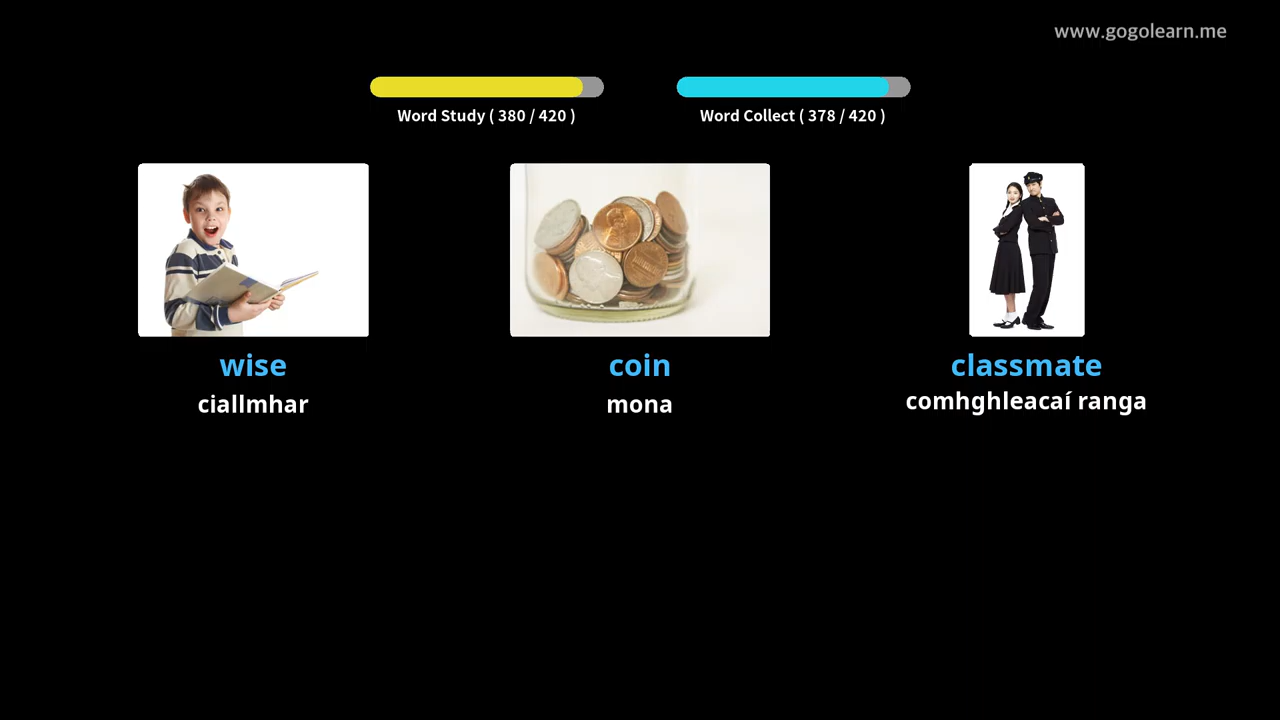 www.gogolearn.me
Word Study ( 380 / 420 )
Word Collect ( 378 / 420 )
wise
coin
classmate
ciallmhar
mona
comhghleacaí ranga